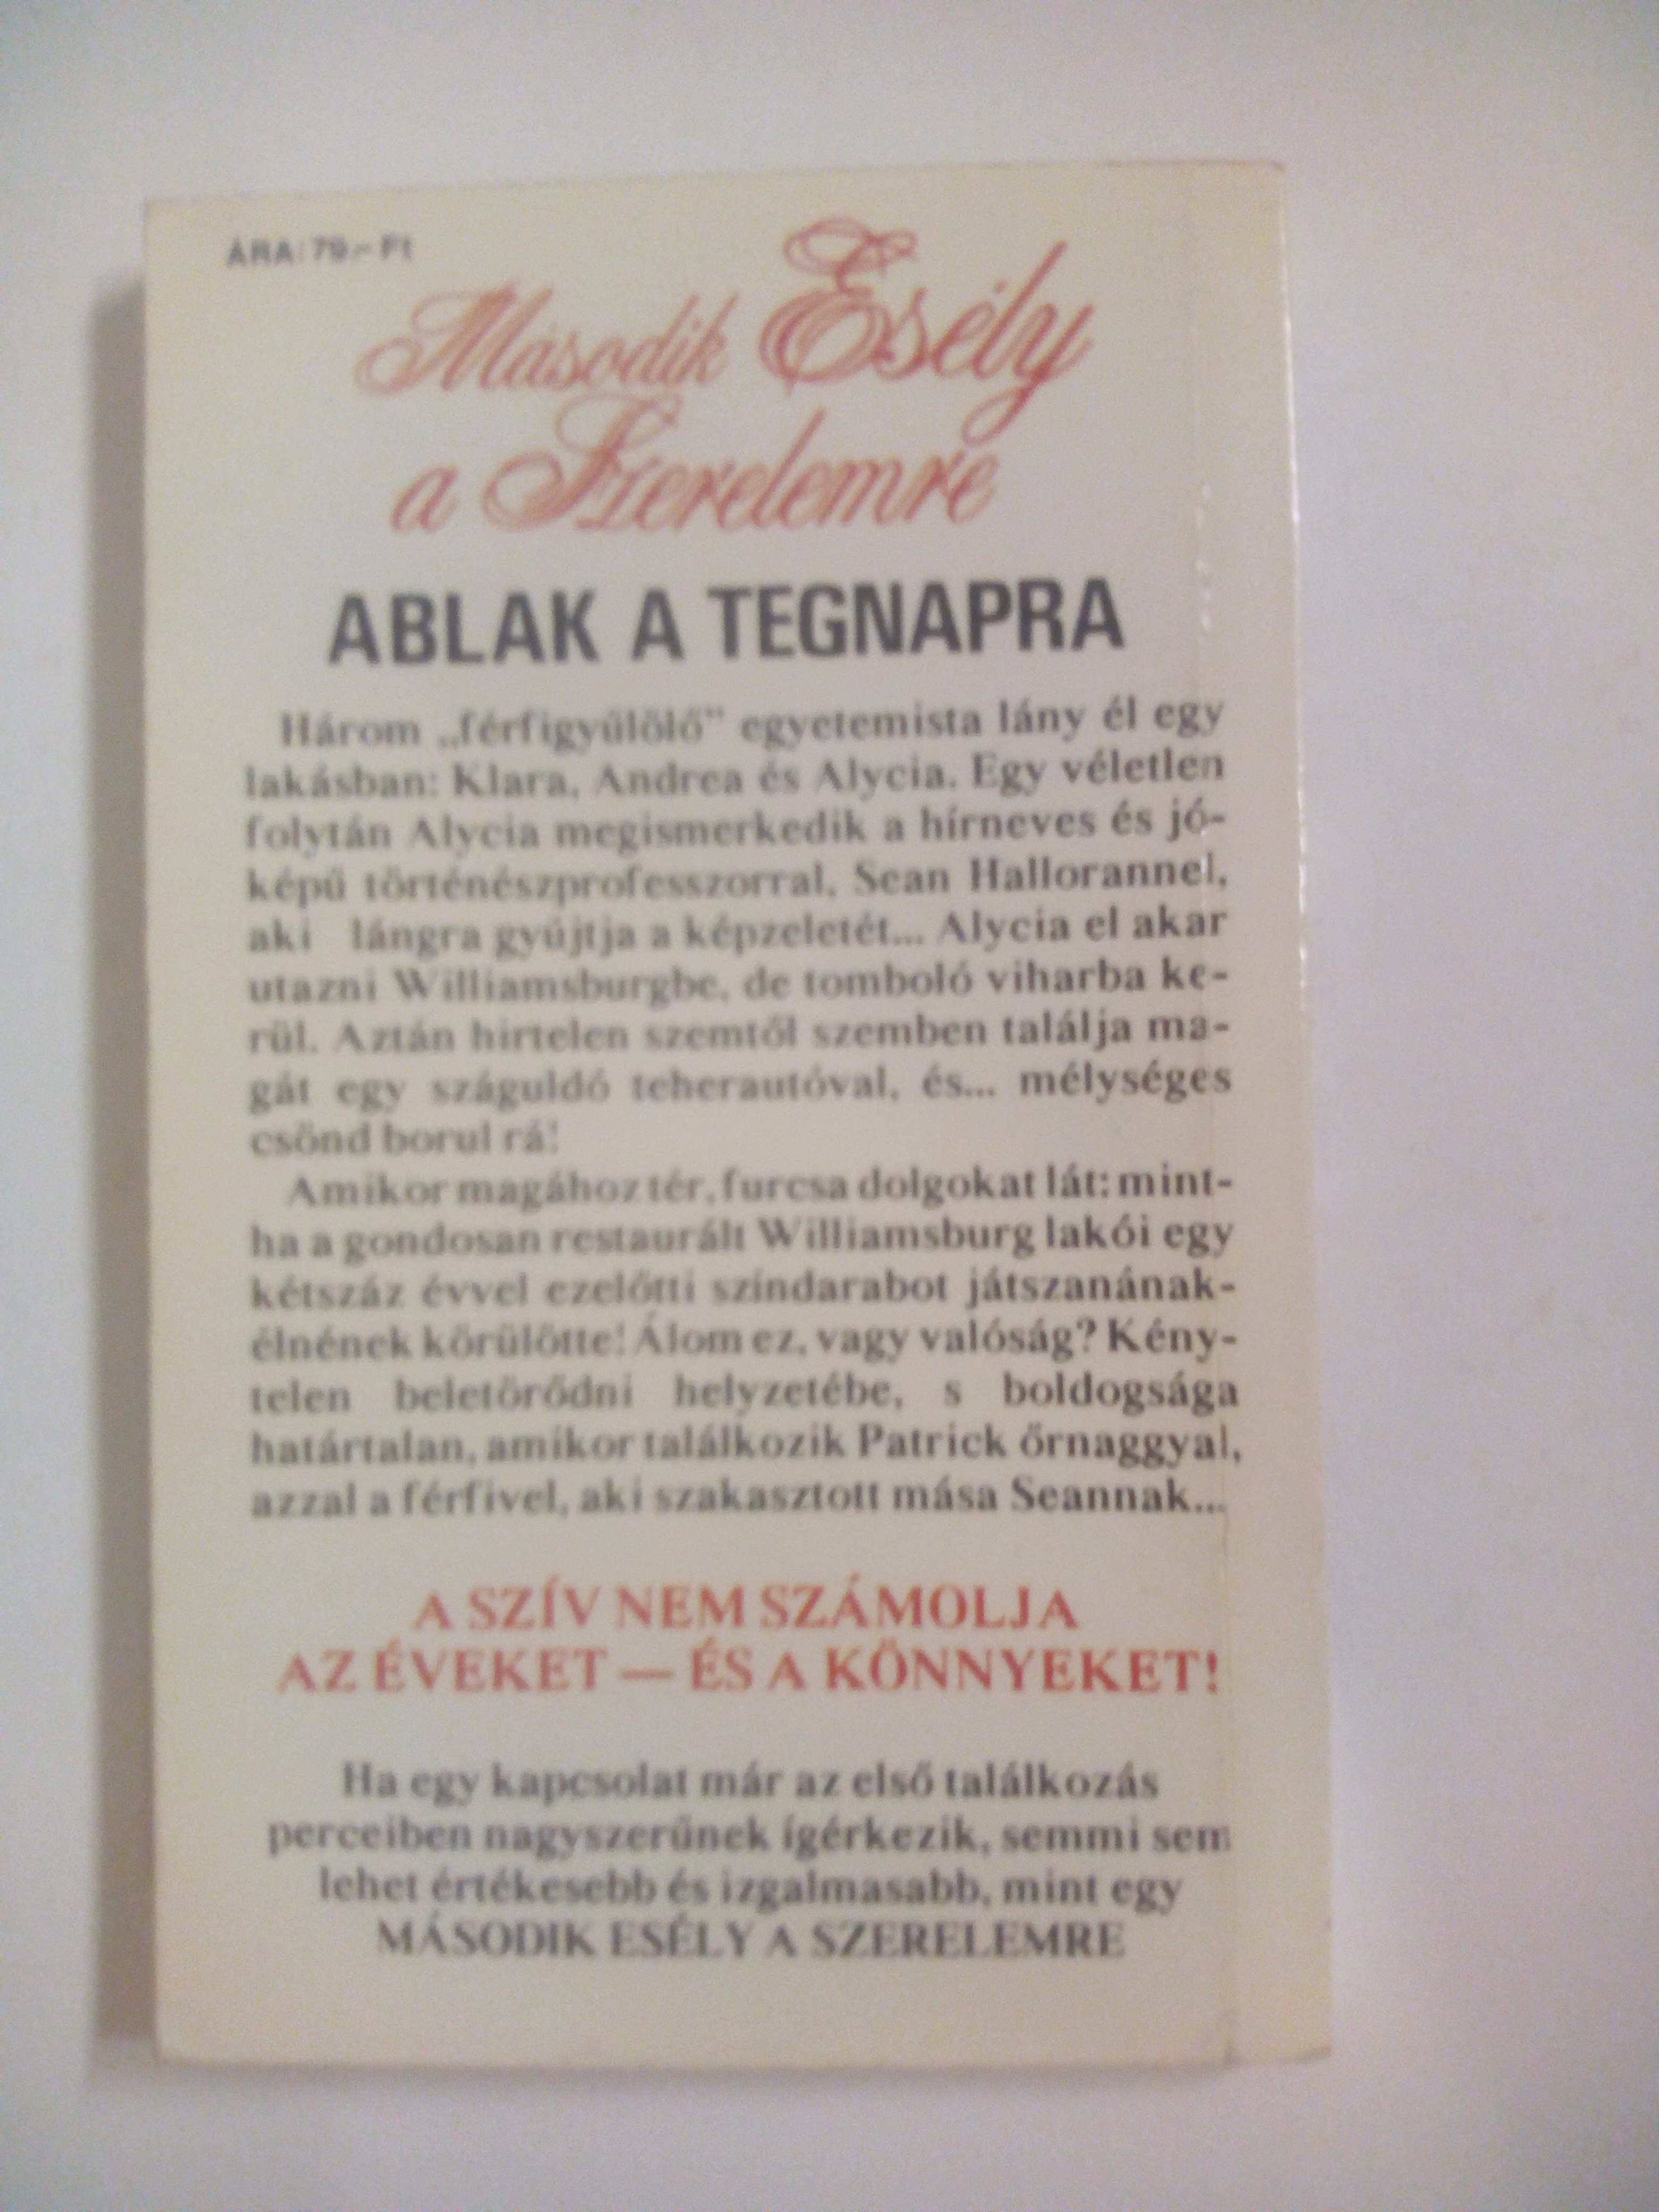 ÁRA: 79.– Ft
Második Esély
a Szerelemre
ABLAK A TEGNAPRA
Három „férfigyűlölő” egyetemista lány él egy
lakásban: Klara, Andrea és Alycia. Egy véletlen
folytán Alycia megismerkedik a hírneves és jó-
képű történészprofesszorral, Sean Hallorannel,
aki lángra gyújtja a képzeletét... Alycia el akar
utazni Williamsburgbe, de tomboló viharba ke-
rül. Aztán hirtelen szemtől szemben találja ma-
gát egy száguldó teherautóval, és... mélységes
csönd borul rá!
Amikor magához tér, furcsa dolgokat lát: mint-
ha a gondosan restaurált Williamsburg lakói egy
kétszáz évvel ezelőtti színdarabot játszanának-
élnének körülötte! Álom ez, vagy valóság? Kény-
telen beletörődni helyzetébe, s boldogsága
határtalan, amikor találkozik Patrick őrnaggyal,
azzal a férfivel, aki szakasztott mása Seannak...
A SZÍV NEM SZÁMOLJA
AZ ÉVEKET — ÉS A KÖNNYEKET!
Ha egy kapcsolat már az első találkozás
perceiben nagyszerűnek ígérkezik, semmi sem
lehet értékesebb és izgalmasabb, mint egy
MÁSODIK ESÉLY A SZERELEMRE